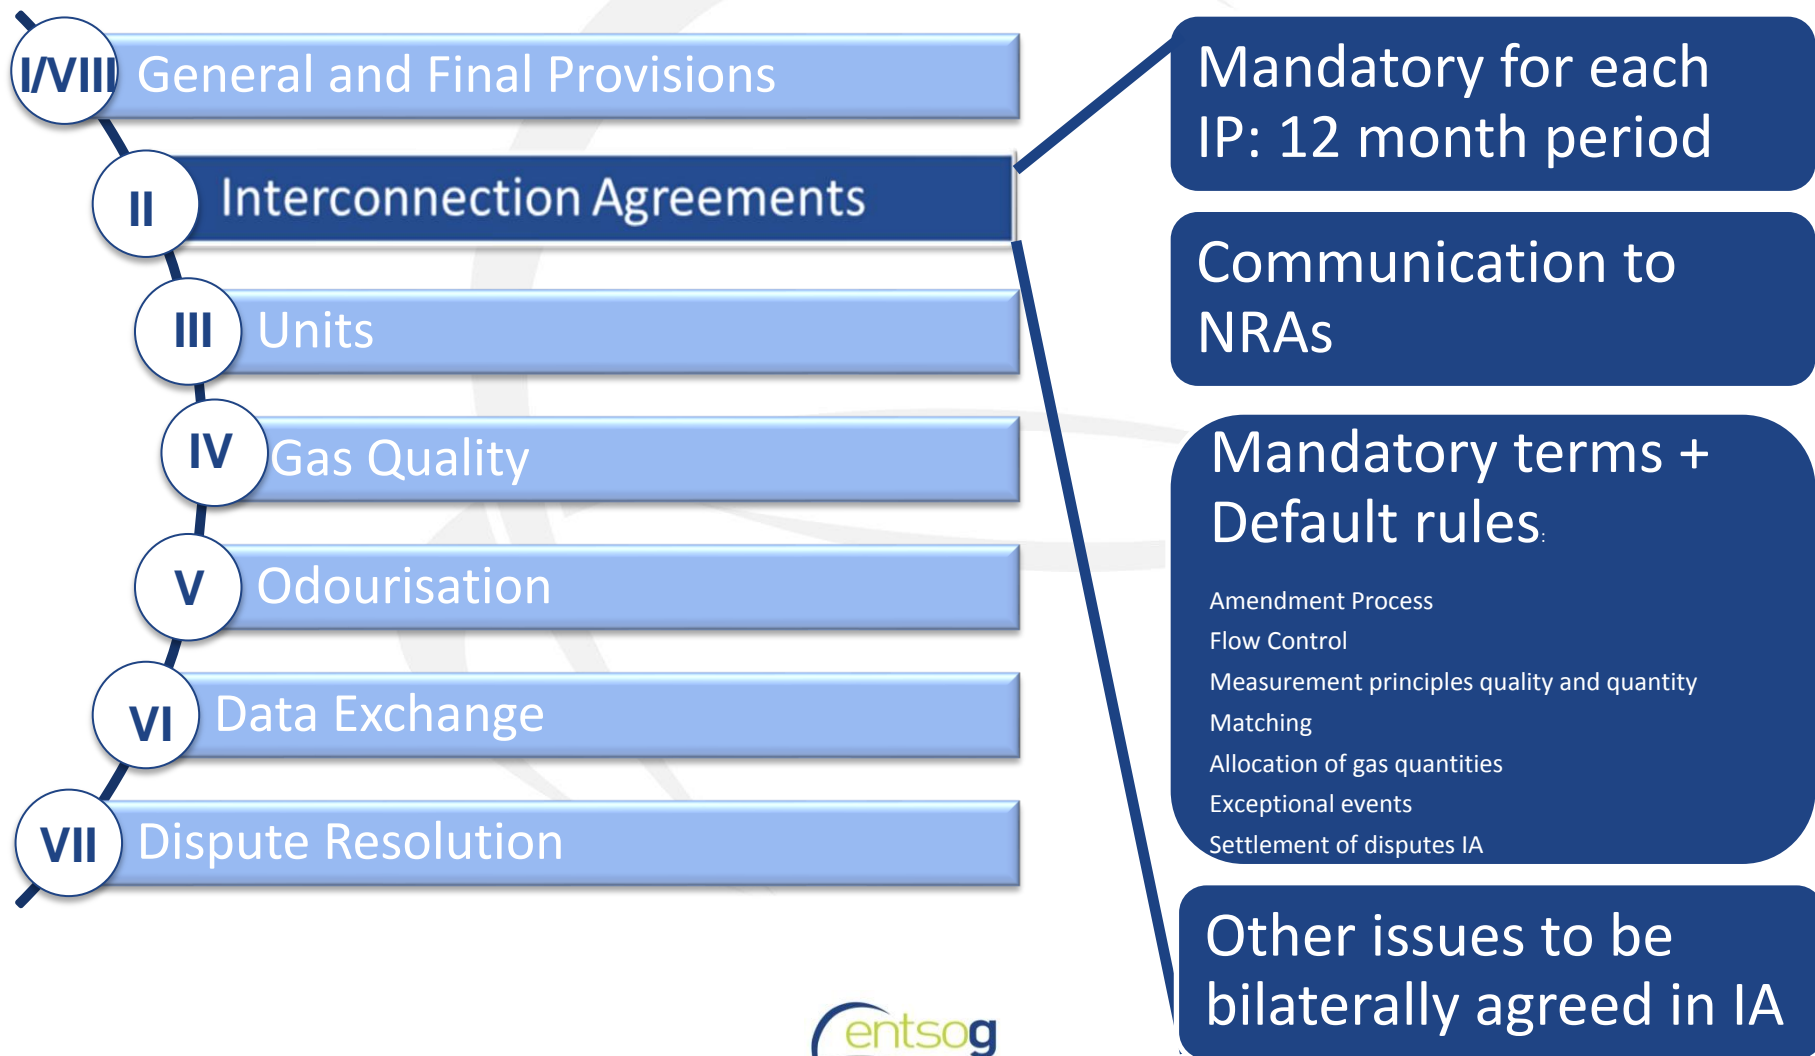 I/VIII General and Final Provisions
II Interconnection Agreements
III Units
IV Gas Quality
V Odourisation
VI Data Exchange
VII Dispute Resolution
Mandatory for each
IP: 12 month period
Communication to
NRAs
Mandatory terms +
Default rules:
Amendment Process
Flow Control
Measurement principles quality and quantity
Matching
Allocation of gas quantities
Exceptional events
Settlement of disputes IA
Other issues to be
bilaterally agreed in IA
entsog